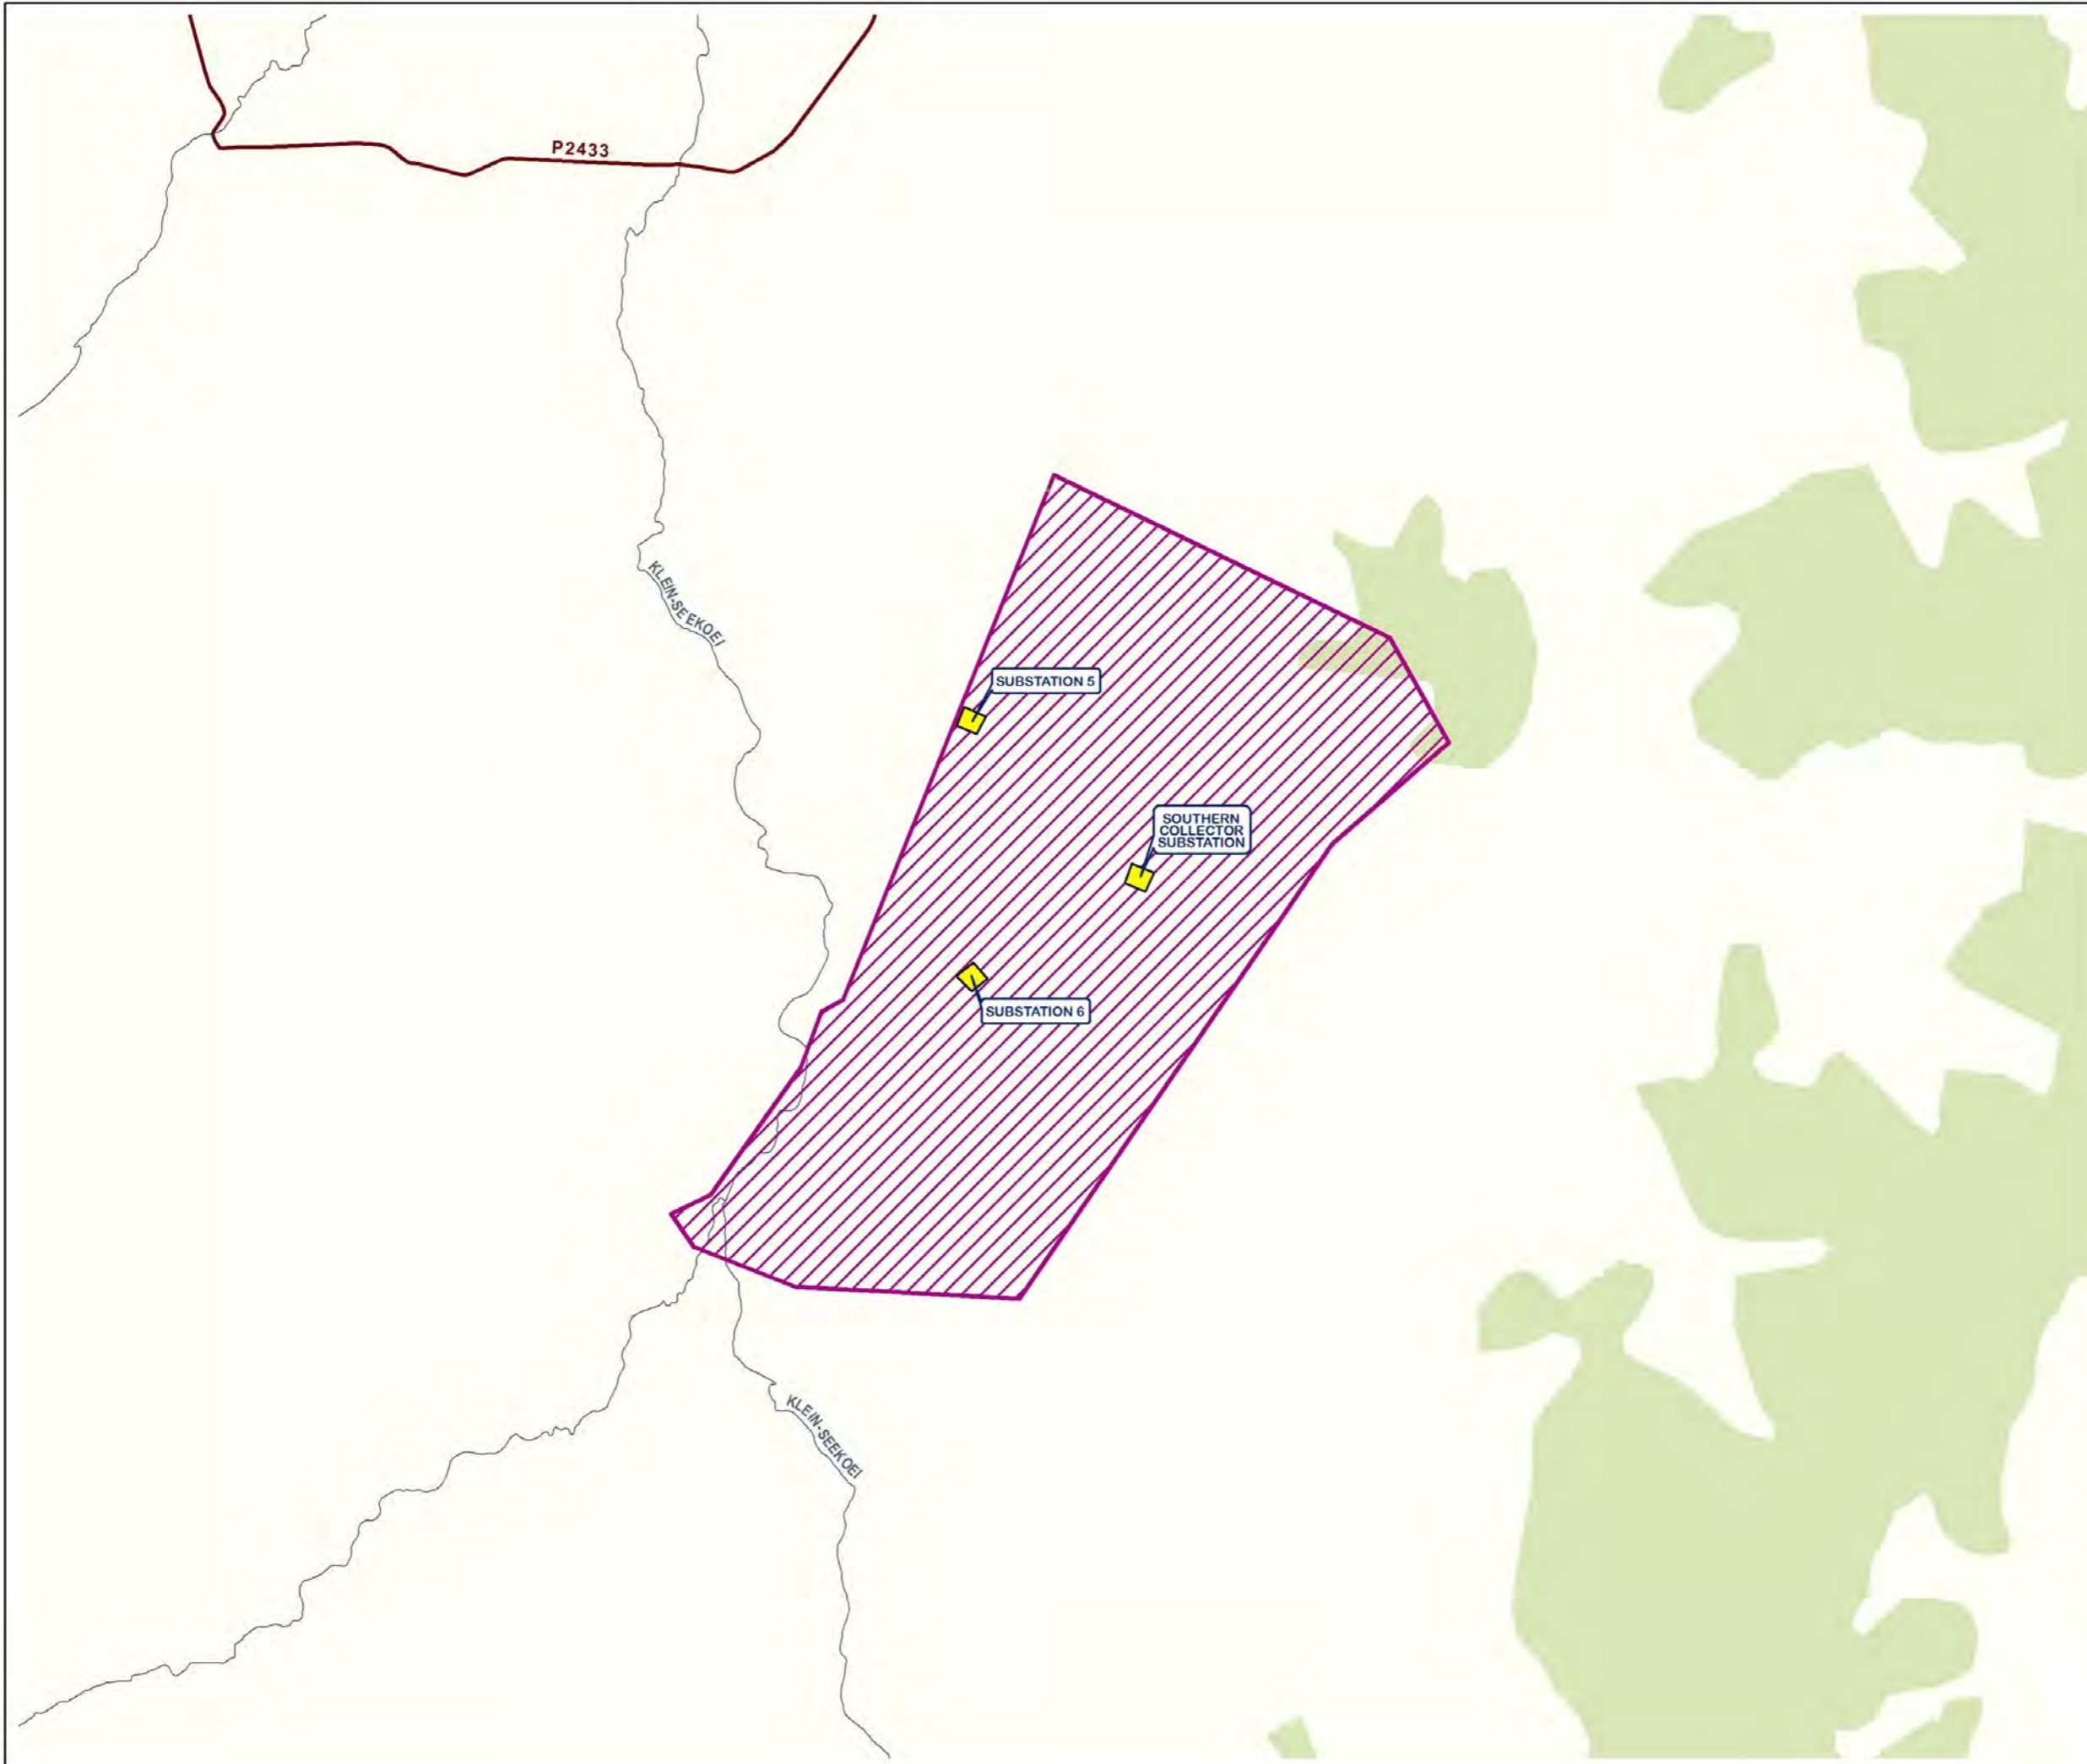 P2433
KLEIN-SEEKOEI
SUBSTATION 5
SOUTHERN
COLLECTOR
SUBSTATION
SUBSTATION 6
KLEIN-SEEKOEI